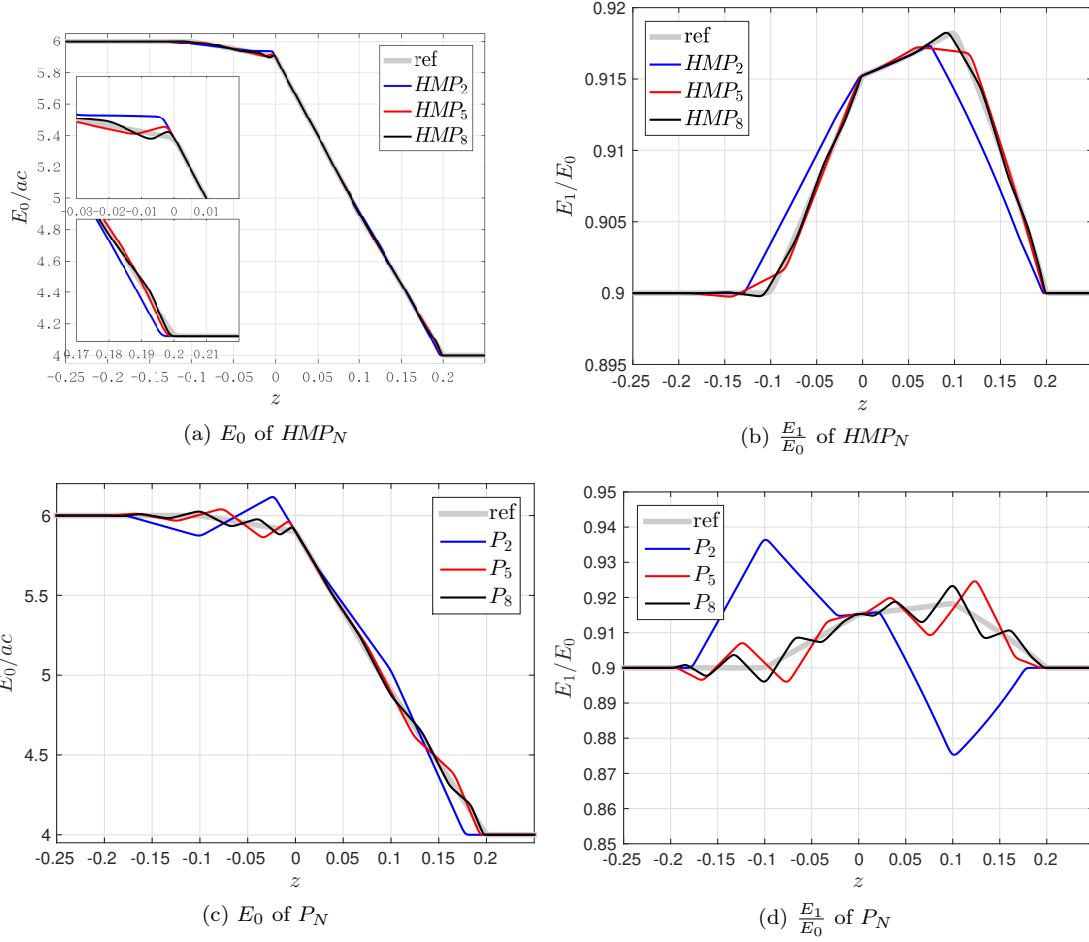 6
5.8
5.6
5.4
5.2
5
4.8
4.6
4.4
4.2
4
E₀/ac
ref
HMP₂
HMP₅
HMP₈
-0.03 -0.02 -0.01 0 0.01
0.17 0.18 0.19 0.2 0.21
-0.25 -0.2 -0.15 -0.1 -0.05 0 0.05 0.1 0.15 0.2
z
(a) E₀ of HMP_N
0.92
0.915
0.91
0.905
0.9
0.895
E₁/E₀
ref
HMP₂
HMP₅
HMP₈
-0.25 -0.2 -0.15 -0.1 -0.05 0 0.05 0.1 0.15 0.2
z
(b) E₁/E₀ of HMP_N
6
5.5
5
4.5
4
E₀/ac
ref
P₂
P₅
P₈
-0.25 -0.2 -0.15 -0.1 -0.05 0 0.05 0.1 0.15 0.2
z
(c) E₀ of P_N
0.95
0.94
0.93
0.92
0.91
0.9
0.89
0.88
0.87
0.86
0.85
E₁/E₀
ref
P₂
P₅
P₈
-0.25 -0.2 -0.15 -0.1 -0.05 0 0.05 0.1 0.15 0.2
z
(d) E₁/E₀ of P_N